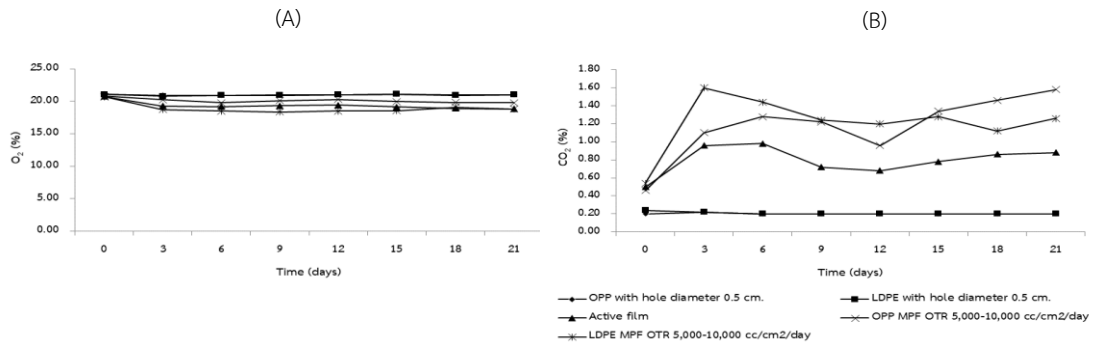 (A)
(B)
25.00
20.00
15.00
10.00
5.00
0.00
O2 (%)
0 3 6 9 12 15 18 21
Time (days)
1.80
1.60
1.40
1.20
1.00
0.80
0.60
0.40
0.20
0.00
CO2 (%)
0 3 6 9 12 15 18 21
Time (days)
OPP with hole diameter 0.5 cm.
LDPE with hole diameter 0.5 cm.
Active film
OPP MPF OTR 5,000-10,000 cc/cm2/day
LDPE MPF OTR 5,000-10,000 cc/cm2/day